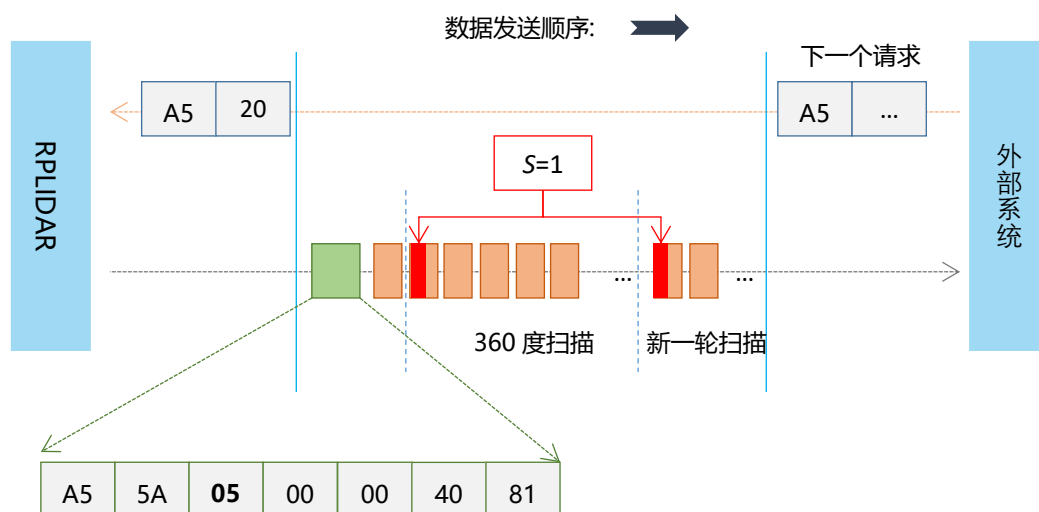 数据发送顺序:
下一个请求
A5 20
A5 ...
RPLIDAR
外部系统
S=1
... ...
360 度扫描 新一轮扫描
A5 5A 05 00 00 40 81